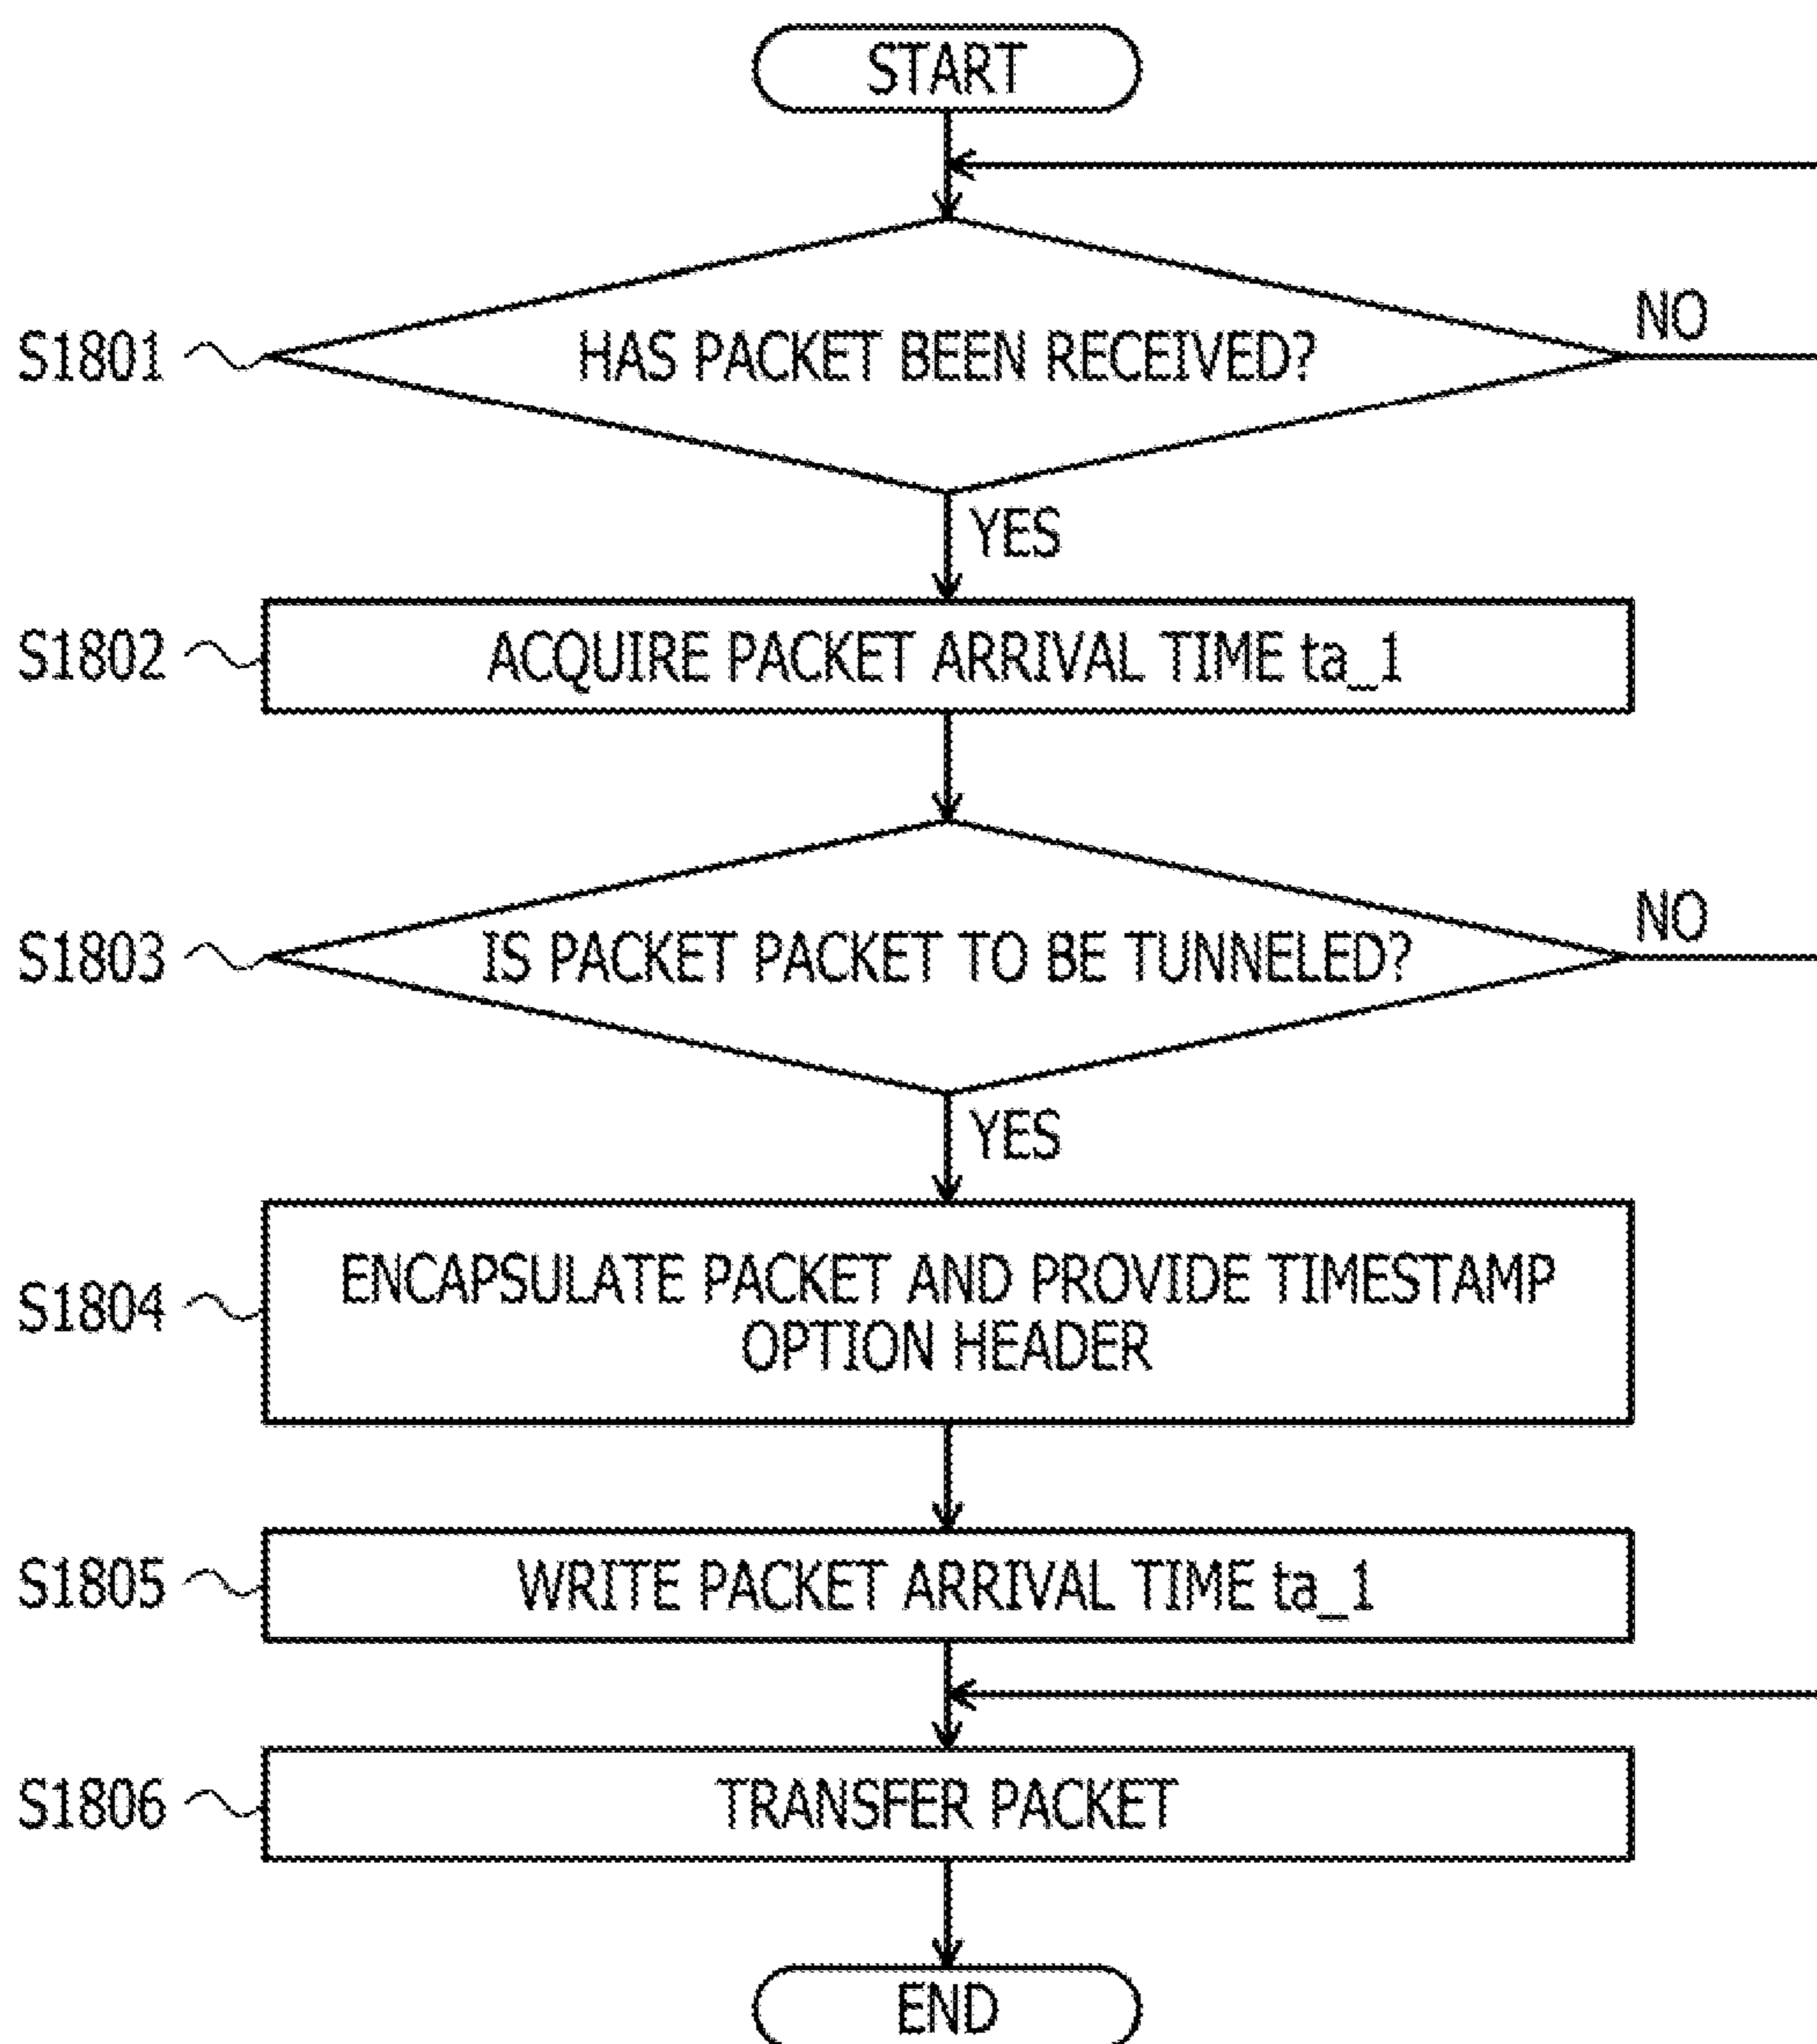 START
S1801
HAS PACKET BEEN RECEIVED?
NO
YES
S1802
ACQUIRE PACKET ARRIVAL TIME ta_1
S1803
IS PACKET PACKET TO BE TUNNELED?
NO
YES
S1804
ENCAPSULATE PACKET AND PROVIDE TIMESTAMP
OPTION HEADER
S1805
WRITE PACKET ARRIVAL TIME ta_1
S1806
TRANSFER PACKET
END